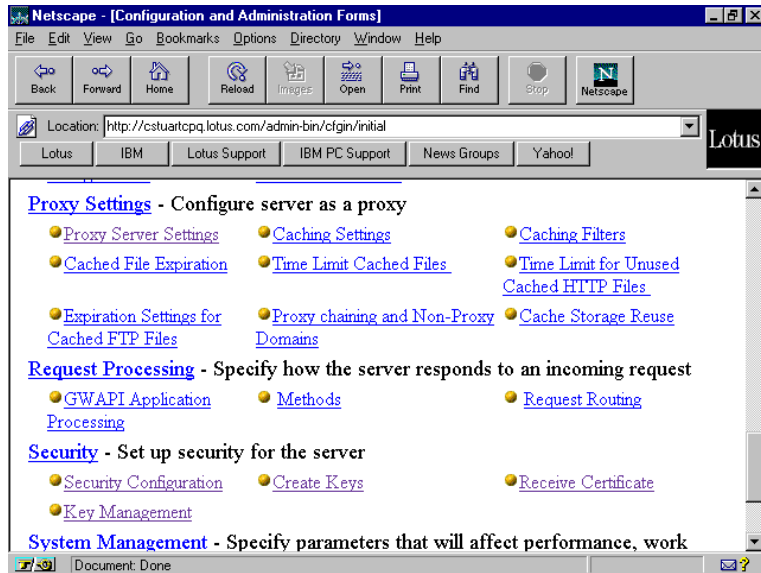 Netscape - [Configuration and Administration Forms]
File Edit View Go Bookmarks Options Directory Window Help
Back Forward Home Reload Images Open Print Find Stop Netscape
N
Location: http://cstuartcpq.lotus.com/admin-bin/cfgin/initial
Lotus
Lotus IBM Lotus Support IBM PC Support News Groups Yahoo!
Proxy Settings - Configure server as a proxy
Proxy Server Settings Caching Settings Caching Filters
Cached File Expiration Time Limit Cached Files Time Limit for Unused
Cached HTTP Files
Expiration Settings for Proxy chaining and Non-Proxy Cache Storage Reuse
Cached FTP Files Domains
Request Processing - Specify how the server responds to an incoming request
GWAPI Application Methods Request Routing
Processing
Security - Set up security for the server
Security Configuration Create Keys Receive Certificate
Key Management
System Management - Specify parameters that will affect performance, work
Document: Done